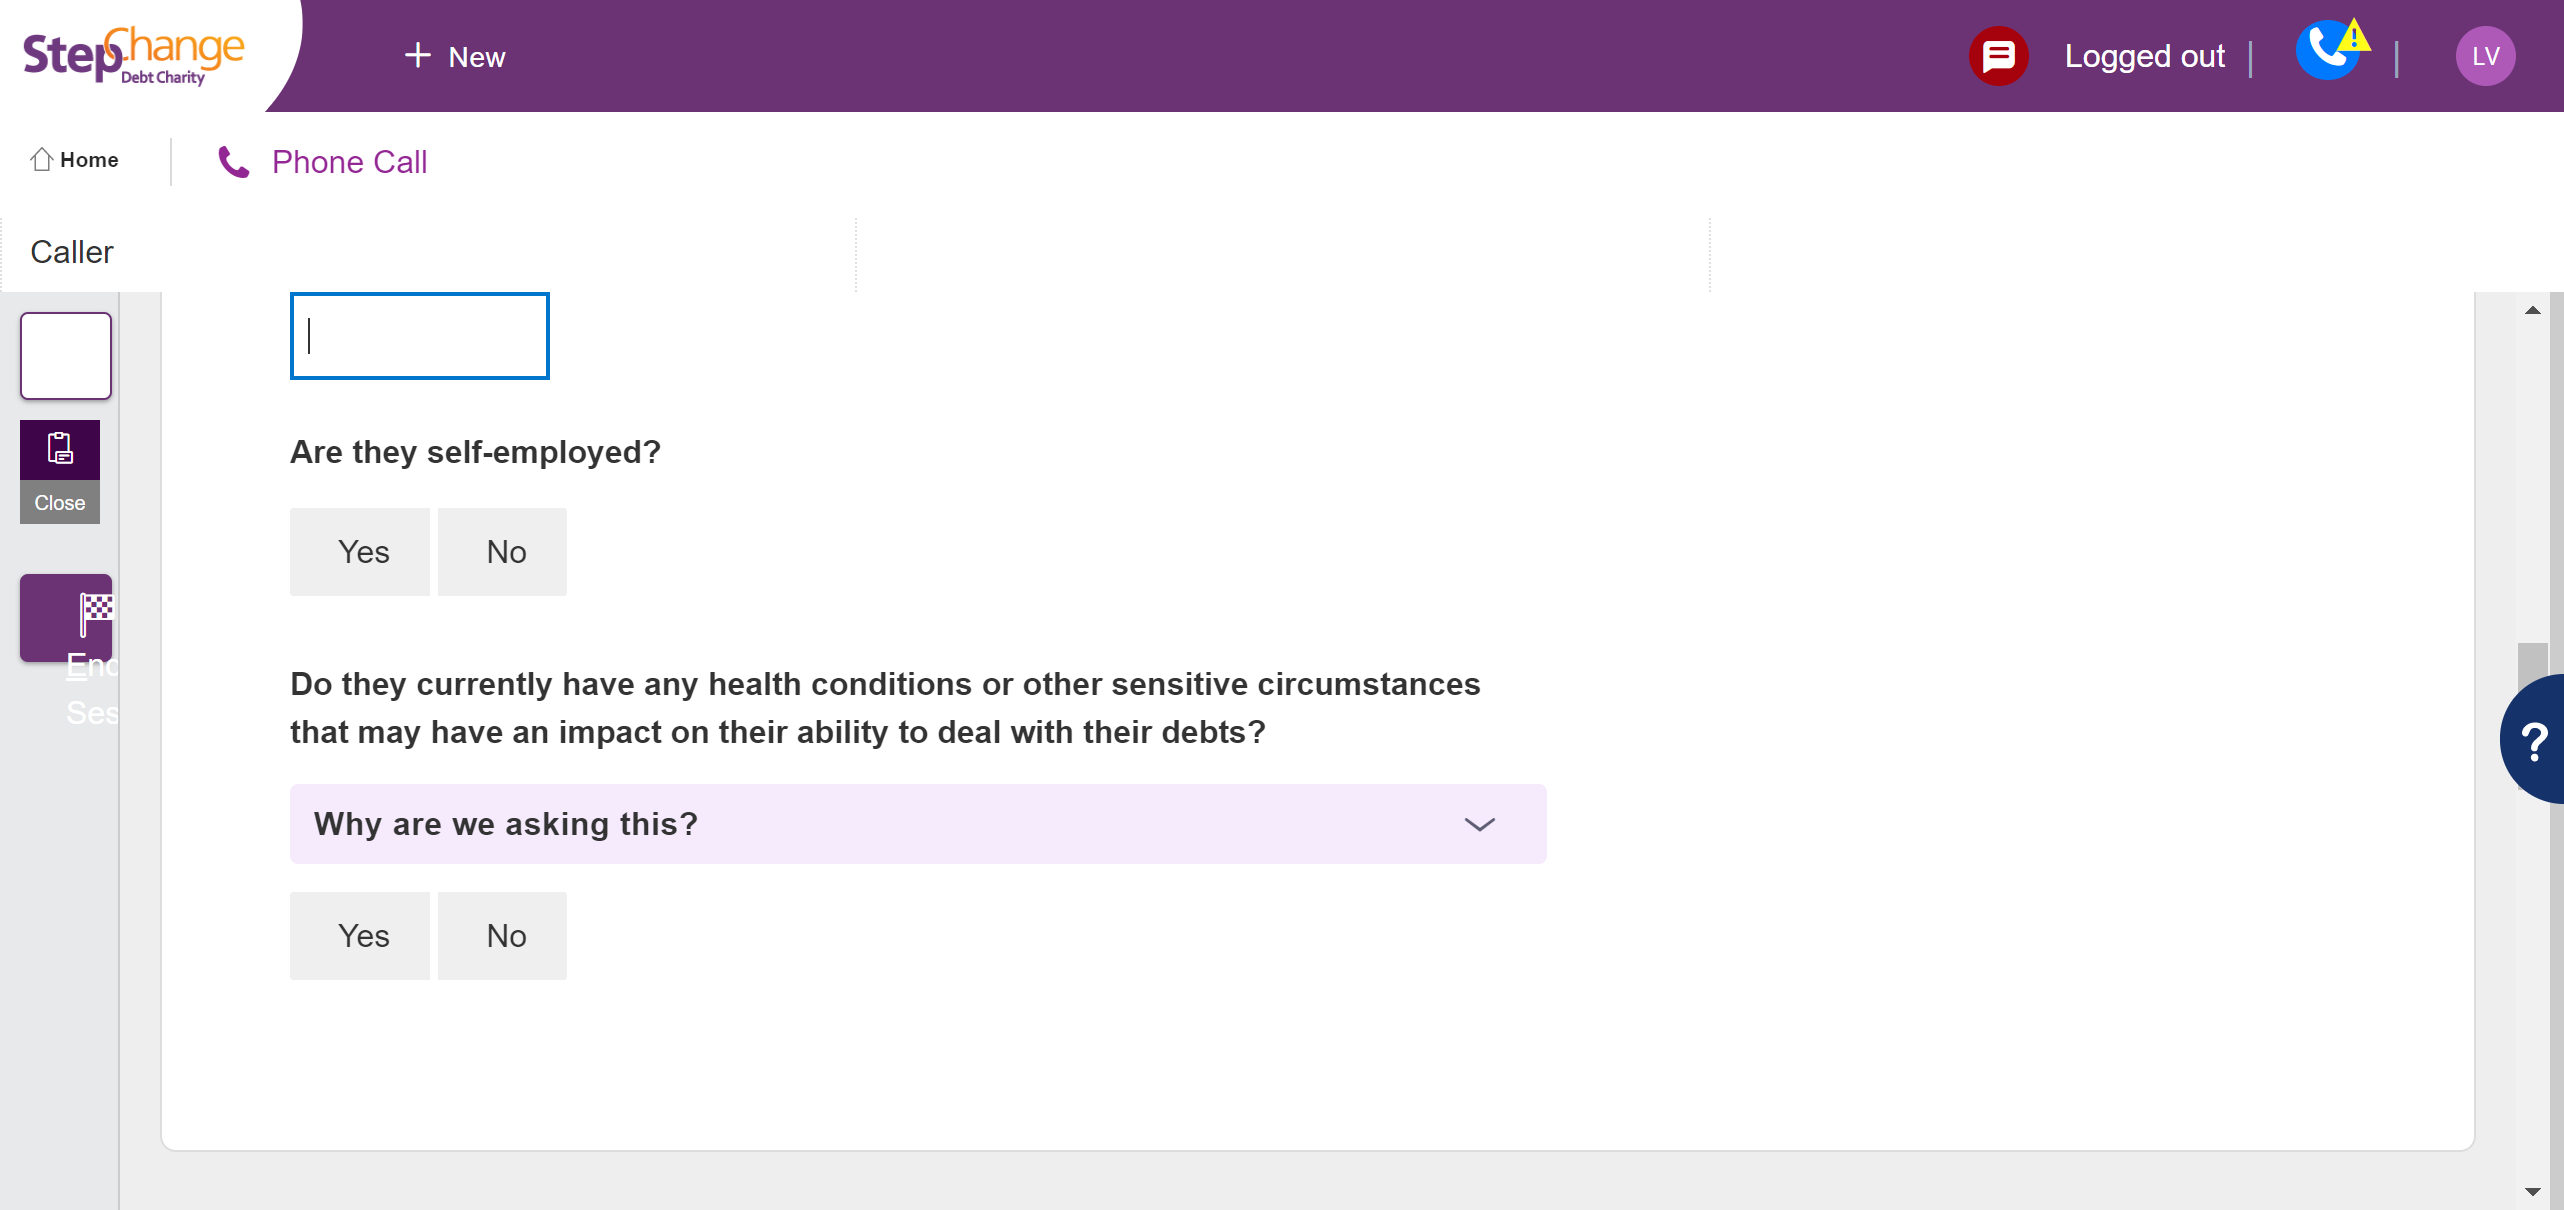 StepChange
Debt Charity
New
Logged out
LV
Home
Phone Call
Caller
Are they self-employed?
Close
Yes
No
End
Ses
Do they currently have any health conditions or other sensitive circumstances
that may have an impact on their ability to deal with their debts?
Why are we asking this?
Yes
No